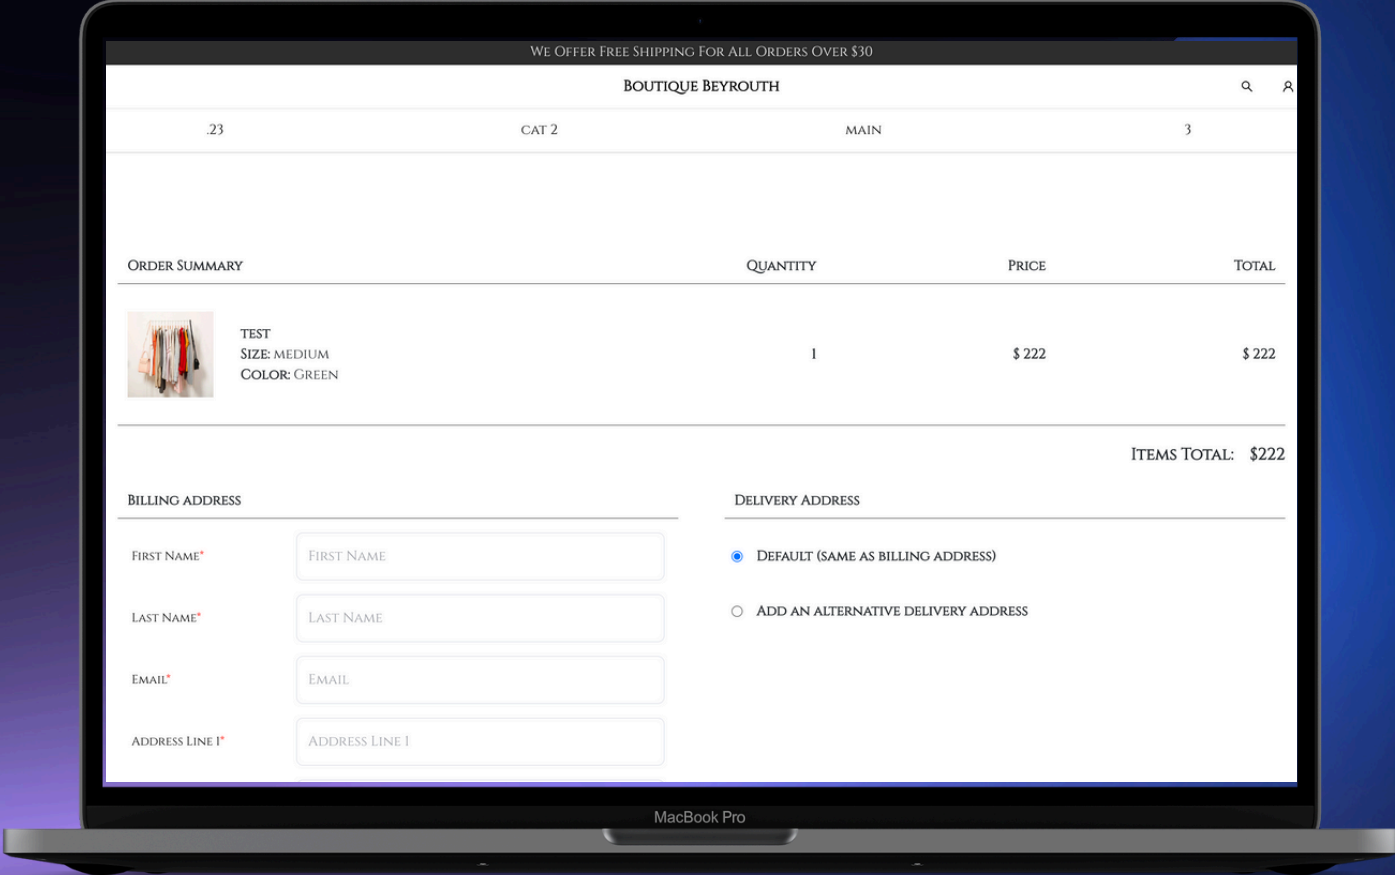 We Offer Free Shipping For All Orders Over $30
Boutique Beyrouth
.23 cat 2 main 3
Order Summary Quantity Price Total
test
Size: medium
Color: Green
1 $ 222 $ 222
Items Total: $222
Billing address
First Name* First Name
Last Name* Last Name
Email* Email
Address Line 1* Address Line 1
Delivery Address
Default (same as billing address)
Add an alternative delivery address
MacBook Pro